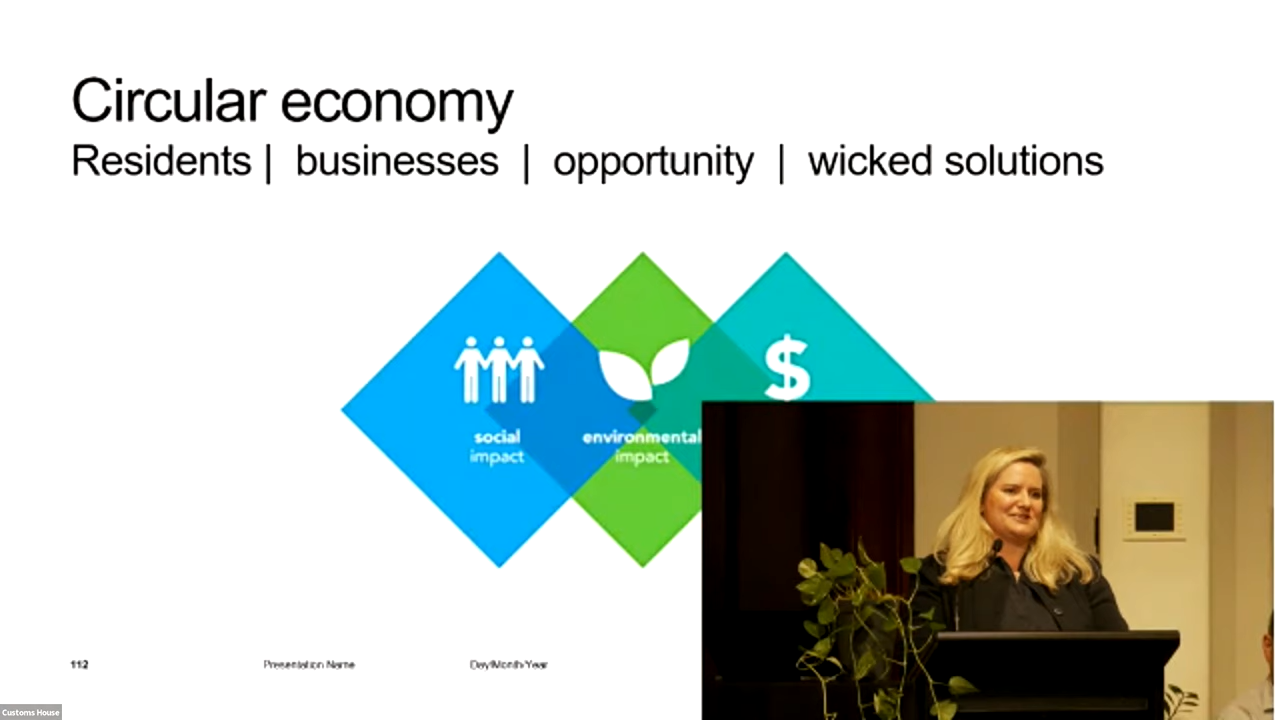 Circular economy
Residents | businesses | opportunity | wicked solutions
$
social
impact
environmental
impact
112 Presentation Name Day/Month/Year
Customs House